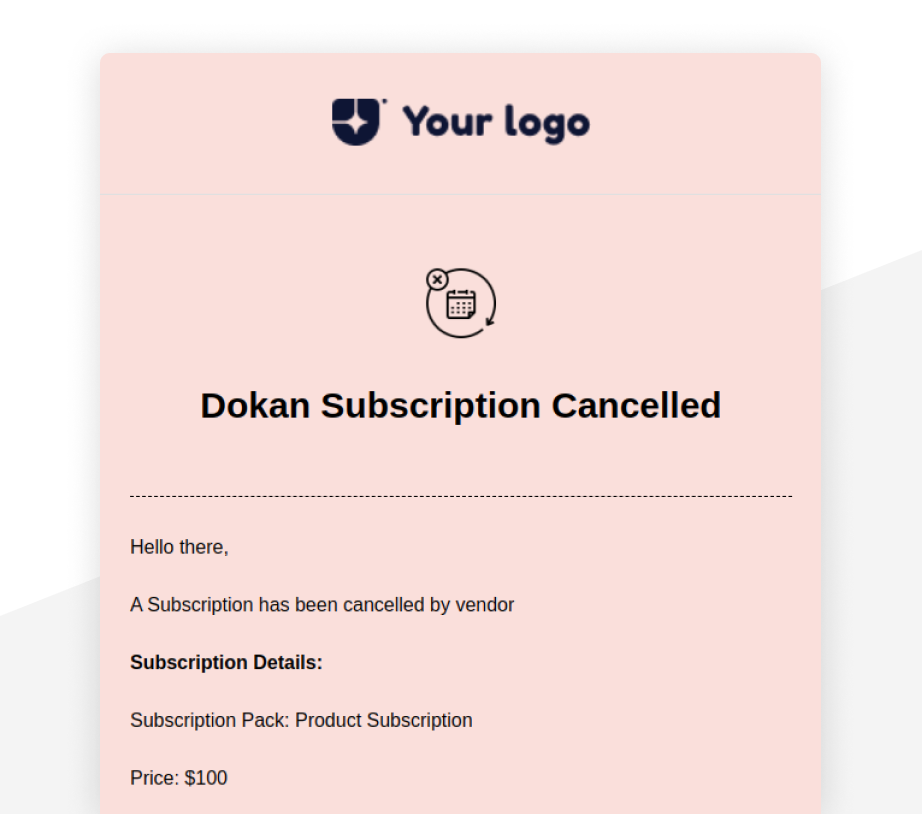 Your logo
Dokan Subscription Cancelled
Hello there,
A Subscription has been cancelled by vendor
Subscription Details:
Subscription Pack: Product Subscription
Price: $100